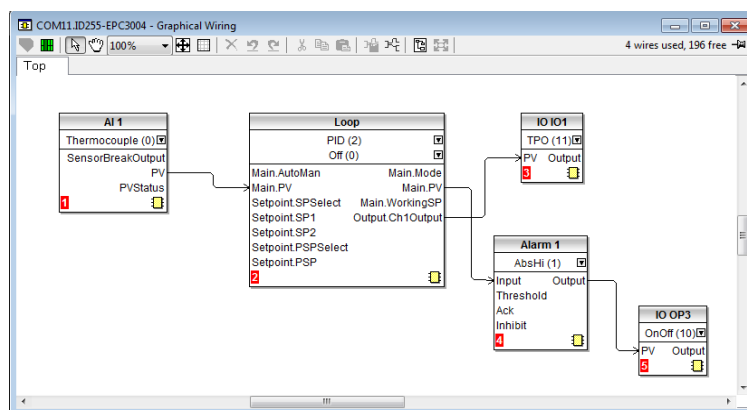 COM11.ID255-EPC3004 - Graphical Wiring
100%
4 wires used, 196 free
Top
AI 1
Thermocouple (0)
SensorBreakOutput
PV
PVStatus
1
Loop
PID (2)
Off (0)
Main.AutoMan Main.Mode
Main.PV Main.PV
Setpoint.SPSelect Main.WorkingSP
Setpoint.SP1 Output.Ch1Output
Setpoint.SP2
Setpoint.PSPSelect
Setpoint.PSP
2
IO IO1
TPO (11)
PV Output
3
Alarm 1
AbsHi (1)
Input Output
Threshold
Ack
Inhibit
4
IO OP3
OnOff (10)
PV Output
5